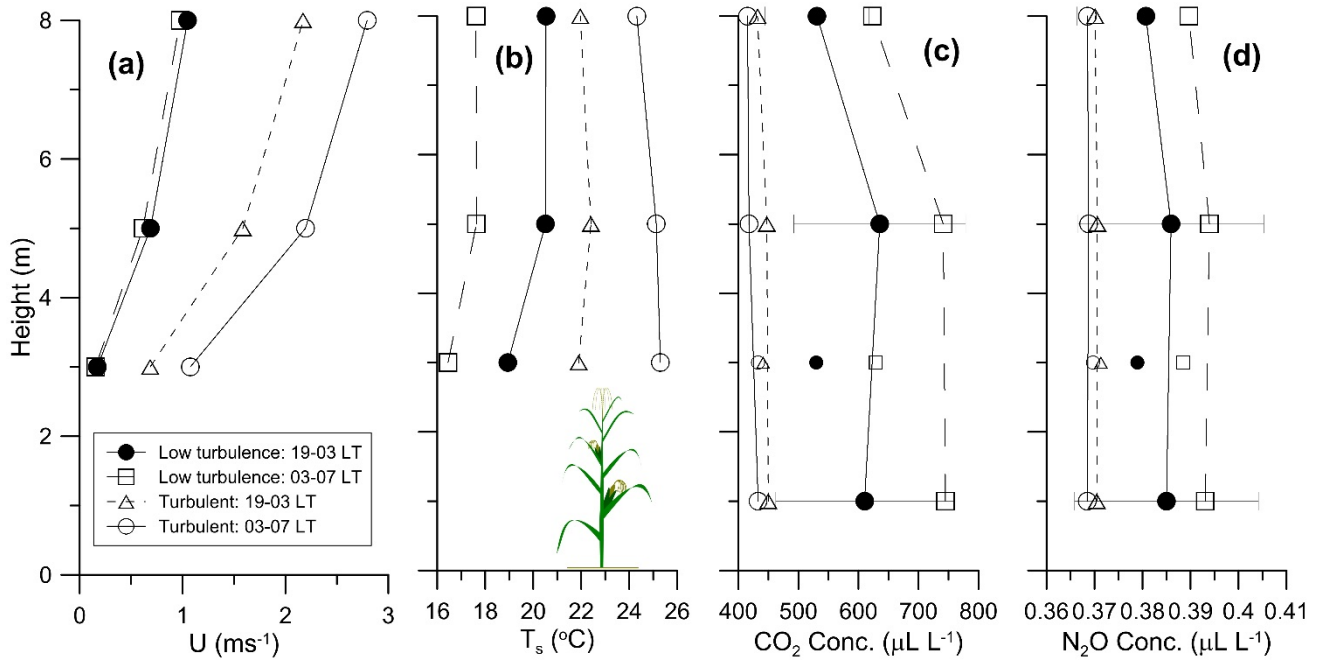 (a)
(b)
(c)
(d)
8
6
4
2
0
Height (m)
Low turbulence: 19-03 LT
Low turbulence: 03-07 LT
Turbulent: 19-03 LT
Turbulent: 03-07 LT
0 1 2 3
16 18 20 22 24 26
400 500 600 700 800
0.36 0.37 0.38 0.39 0.4 0.41
U (ms⁻¹)
Tₛ (°C)
CO₂ Conc. (μL L⁻¹)
N₂O Conc. (μL L⁻¹)